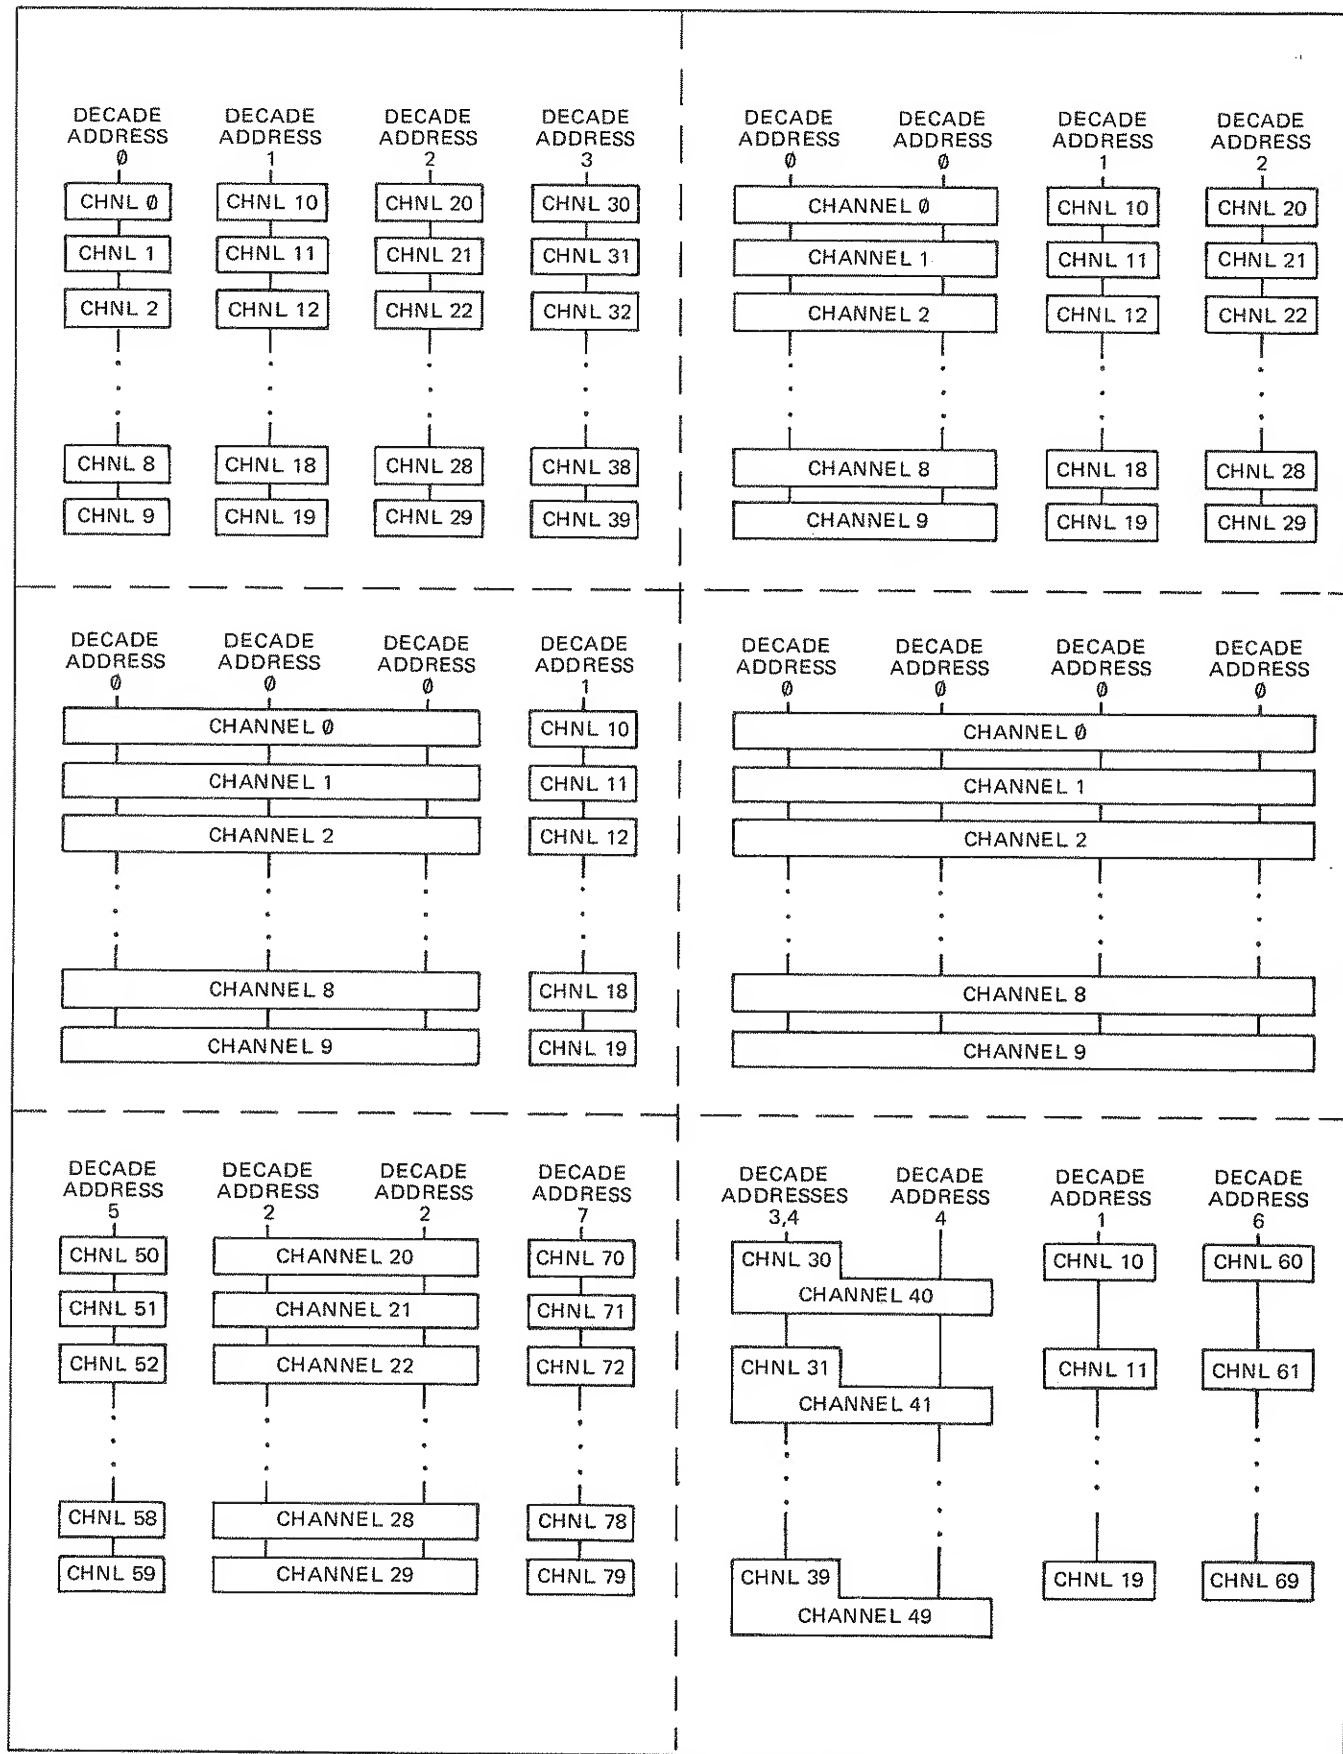 DECADE ADDRESS Ø
DECADE ADDRESS 1
DECADE ADDRESS 2
DECADE ADDRESS 3
CHNL Ø CHNL 10 CHNL 20 CHNL 30
CHNL 1 CHNL 11 CHNL 21 CHNL 31
CHNL 2 CHNL 12 CHNL 22 CHNL 32
CHNL 8 CHNL 18 CHNL 28 CHNL 38
CHNL 9 CHNL 19 CHNL 29 CHNL 39
DECADE ADDRESS Ø
DECADE ADDRESS Ø
DECADE ADDRESS 1
DECADE ADDRESS 2
CHANNEL Ø CHNL 10 CHNL 20
CHANNEL 1 CHNL 11 CHNL 21
CHANNEL 2 CHNL 12 CHNL 22
CHANNEL 8 CHNL 18 CHNL 28
CHANNEL 9 CHNL 19 CHNL 29
DECADE ADDRESS Ø
DECADE ADDRESS Ø
DECADE ADDRESS Ø
DECADE ADDRESS 1
CHANNEL Ø CHNL 10
CHANNEL 1 CHNL 11
CHANNEL 2 CHNL 12
CHANNEL 8 CHNL 18
CHANNEL 9 CHNL 19
DECADE ADDRESS Ø
DECADE ADDRESS Ø
DECADE ADDRESS Ø
DECADE ADDRESS Ø
CHANNEL Ø
CHANNEL 1
CHANNEL 2
CHANNEL 8
CHANNEL 9
DECADE ADDRESS 5
DECADE ADDRESS 2
DECADE ADDRESS 2
DECADE ADDRESS 7
CHNL 50 CHANNEL 20 CHNL 70
CHNL 51 CHANNEL 21 CHNL 71
CHNL 52 CHANNEL 22 CHNL 72
CHNL 58 CHANNEL 28 CHNL 78
CHNL 59 CHANNEL 29 CHNL 79
DECADE ADDRESSES 3,4
DECADE ADDRESS 4
DECADE ADDRESS 1
DECADE ADDRESS 6
CHNL 30 CHNL 10 CHNL 60
CHANNEL 40
CHNL 31 CHNL 11 CHNL 61
CHANNEL 41
CHNL 39 CHNL 19 CHNL 69
CHANNEL 49